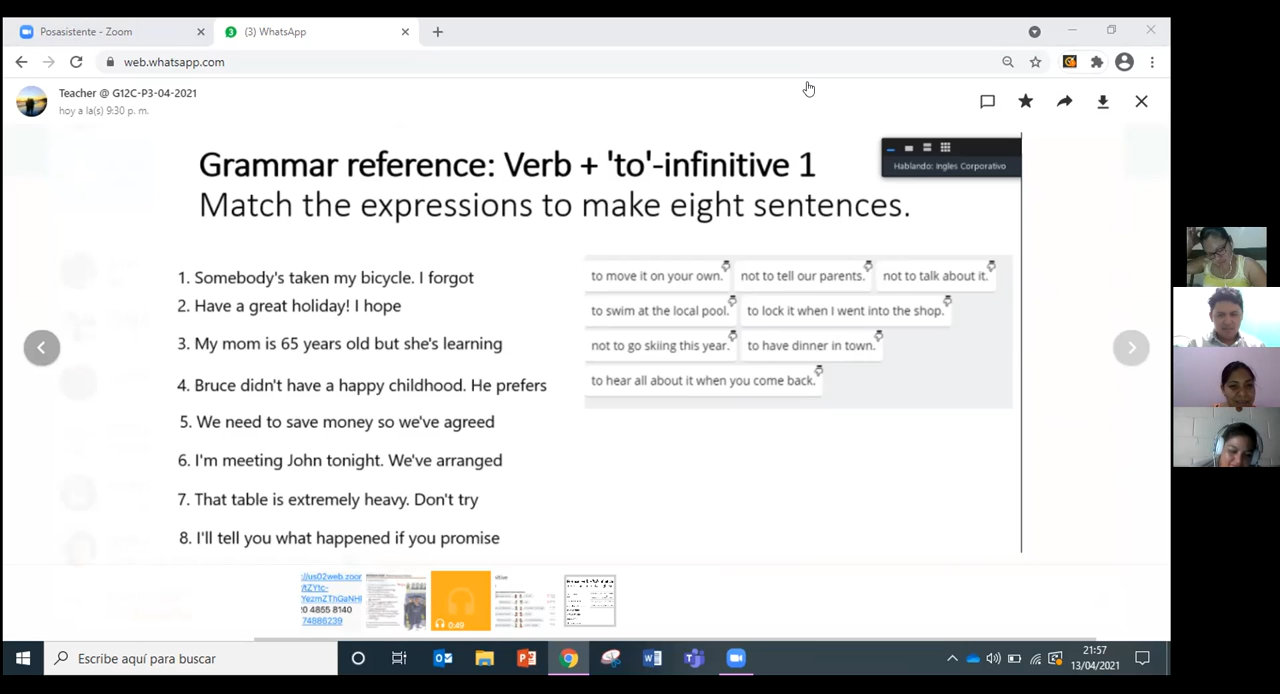 Posasistente - Zoom
(3) WhatsApp
web.whatsapp.com
Teacher @ G12C-P3-04-2021
hoy a la(s) 9:30 p. m.
Grammar reference: Verb + 'to'-infinitive 1
Hablando: Ingles Corporativo
Match the expressions to make eight sentences.
1. Somebody's taken my bicycle. I forgot
2. Have a great holiday! I hope
3. My mom is 65 years old but she's learning
4. Bruce didn't have a happy childhood. He prefers
5. We need to save money so we've agreed
6. I'm meeting John tonight. We've arranged
7. That table is extremely heavy. Don't try
8. I'll tell you what happened if you promise
to move it on your own. not to tell our parents. not to talk about it.
to swim at the local pool. to lock it when I went into the shop.
not to go skiing this year. to have dinner in town.
to hear all about it when you come back.
://us02web.zoor
YezmZThGaNHI
20 4855 8140
74886239
0:49
Escribe aquí para buscar
21:57
13/04/2021